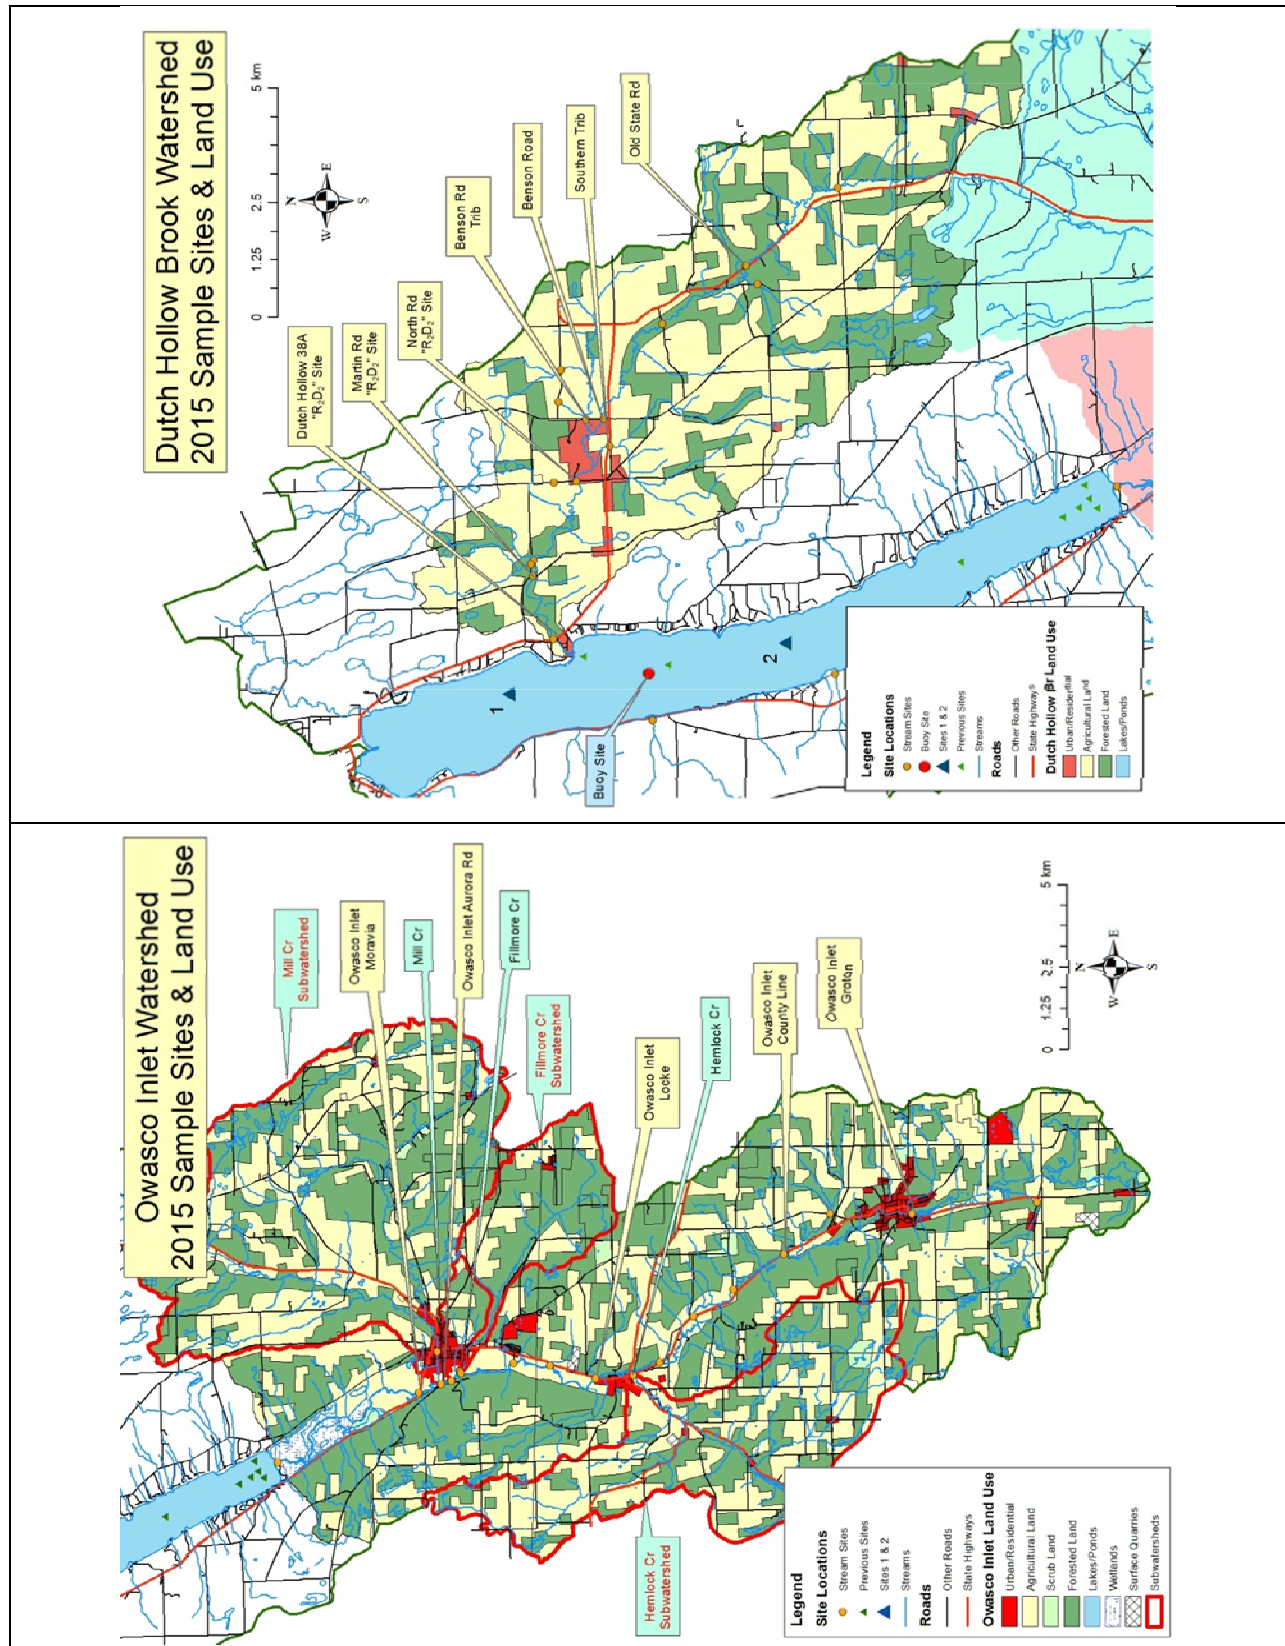 Dutch Hollow Brook Watershed
2015 Sample Sites & Land Use
0 1.25 2.5 5 km
N
W E
S
Dutch Hollow 38A
"R2D2" Site
Martin Rd
"R2D2" Site
North Rd
"R2D2" Site
Benson Rd
Trib
Benson Road
Southern Trib
Old State Rd
1
2
Buoy Site
Legend
Site Locations
Stream Sites
Buoy Site
Sites 1 & 2
Previous Sites
Streams
Roads
Other Roads
State Highways
Dutch Hollow Br Land Use
Urban/Residential
Agricultural Land
Forested Land
Lakes/Ponds
Owasco Inlet Watershed
2015 Sample Sites & Land Use
Mill Cr
Subwatershed
Owasco Inlet
Moravia
Mill Cr
Owasco Inlet Aurora Rd
Fillmore Cr
Fillmore Cr
Subwatershed
Owasco Inlet
Locke
Hemlock Cr
Owasco Inlet
County Line
Owasco Inlet
Groton
Hemlock Cr
Subwatershed
0 1.25 2.5 5 km
N
W E
S
Legend
Site Locations
Stream Sites
Previous Sites
Sites 1 & 2
Streams
Roads
Other Roads
State Highways
Owasco Inlet Land Use
Urban/Residential
Agricultural Land
Scrub Land
Forested Land
Lakes/Ponds
Wetlands
Surface Quarries
Subwatersheds